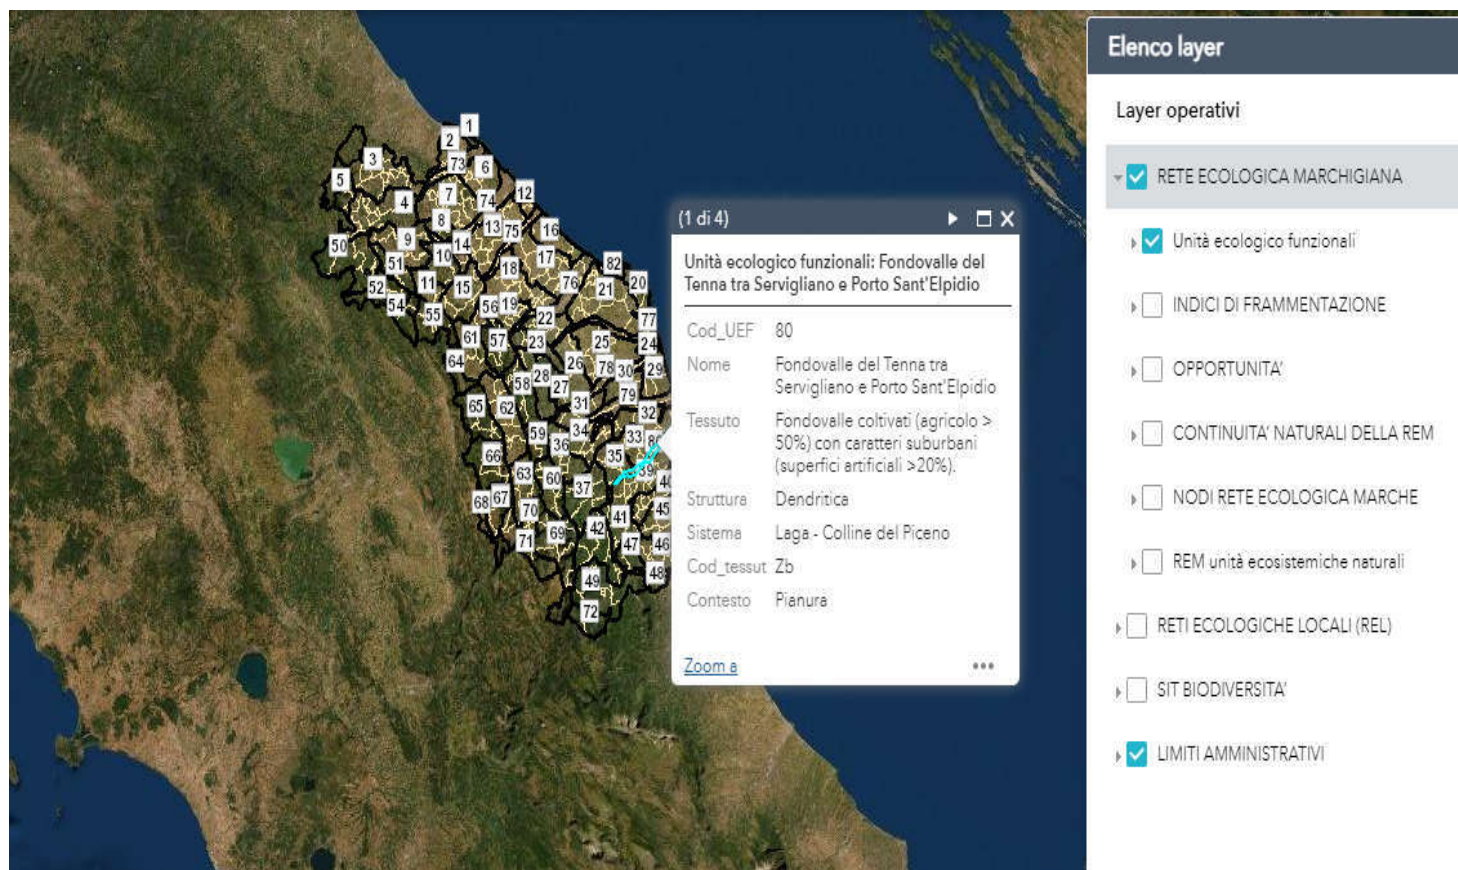 1
2
73
3
6
5
12
4
7
74
8
13
75
16
50
9
14
10
17
51
18
82
52
11
15
76
21
20
54
55
56
19
22
77
61
57
23
25
24
64
26
78
30
29
58
28
27
79
65
62
31
32
59
34
33
36
35
66
63
60
37
39
68
67
70
41
45
69
42
71
47
46
49
48
72
(1 di 4)
Unità ecologico funzionali: Fondovalle del
Tenna tra Servigliano e Porto Sant'Elpidio
Cod_UEF 80
Nome Fondovalle del Tenna tra
Servigliano e Porto Sant'Elpidio
Tessuto Fondovalle coltivati (agricolo >
50%) con caratteri suburbani
(superfici artificiali >20%).
Struttura Dendritica
Sistema Laga - Colline del Piceno
Cod_tessut Zb
Contesto Pianura
Zoom a
Elenco layer
Layer operativi
RETE ECOLOGICA MARCHIGIANA
Unità ecologico funzionali
INDICI DI FRAMMENTAZIONE
OPPORTUNITA'
CONTINUITA' NATURALI DELLA REM
NODI RETE ECOLOGICA MARCHE
REM unità ecosistemiche naturali
RETI ECOLOGICHE LOCALI (REL)
SIT BIODIVERSITA'
LIMITI AMMINISTRATIVI